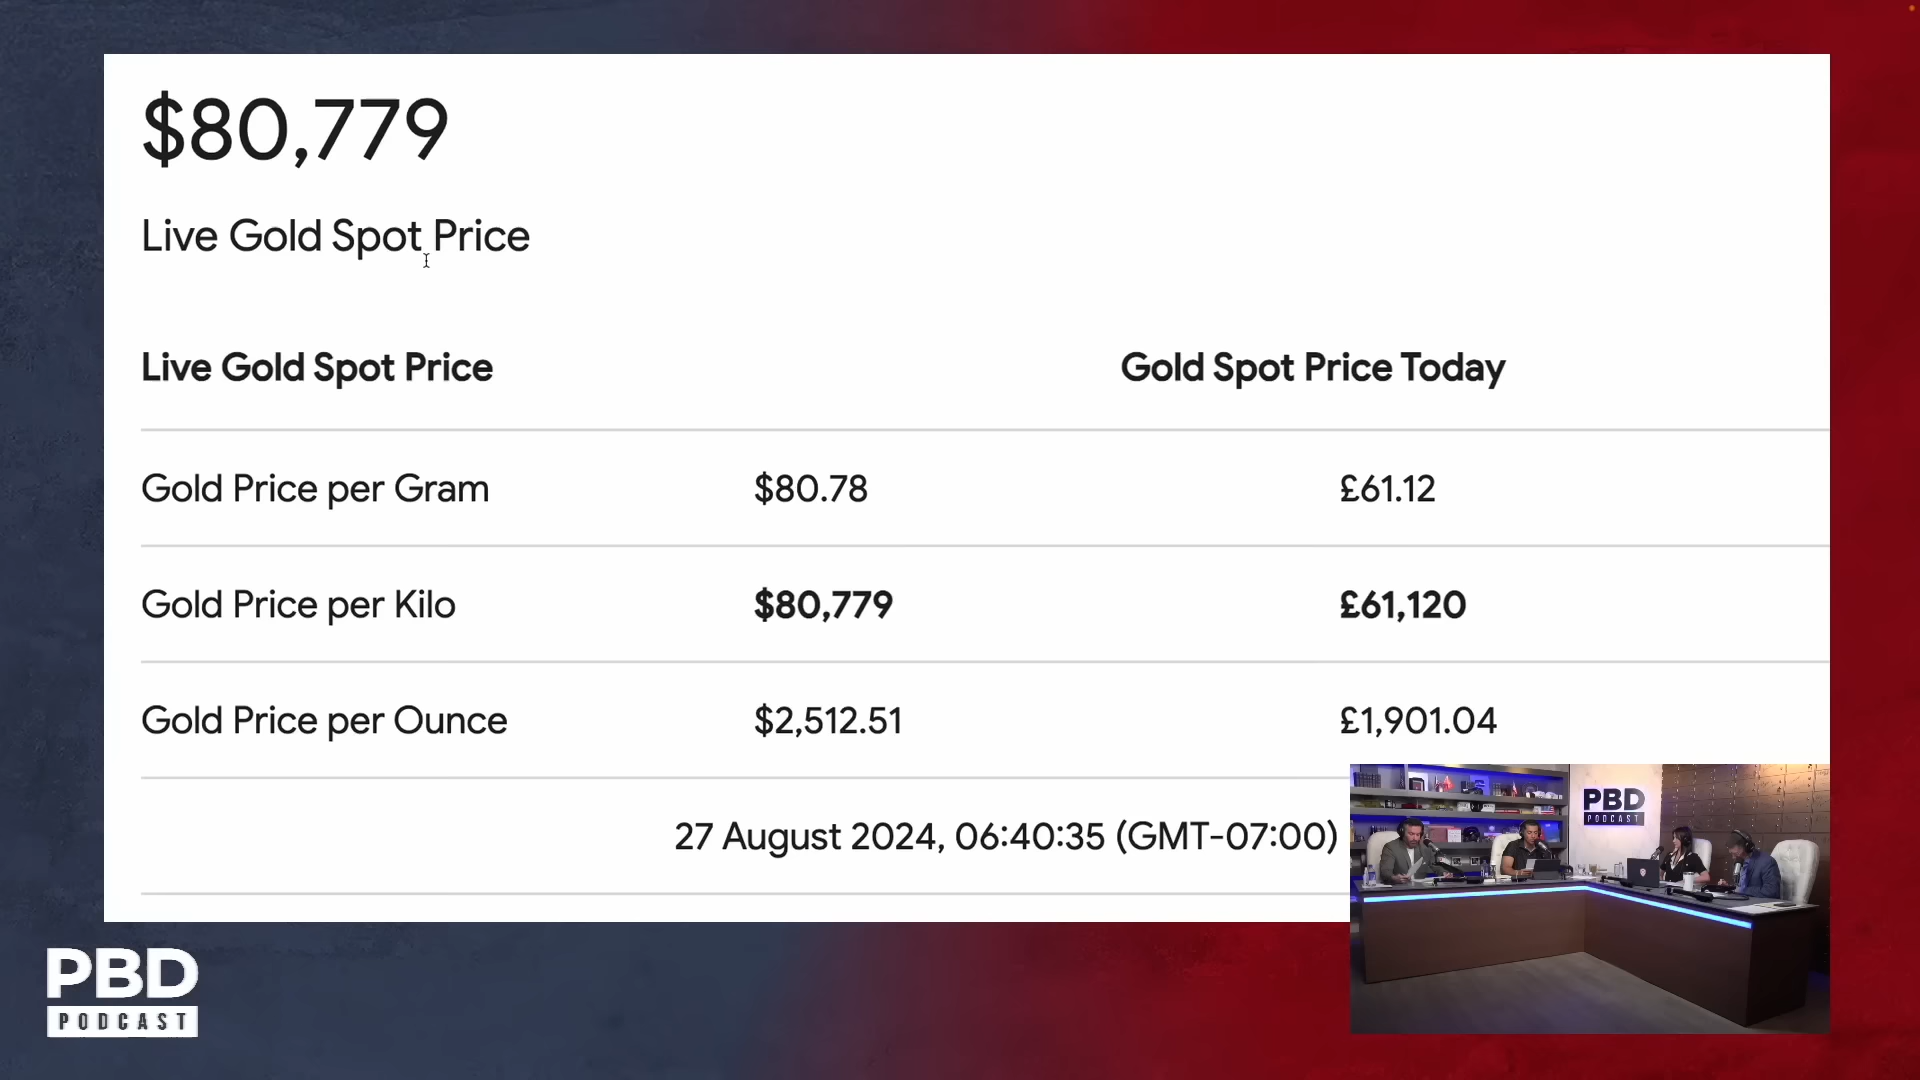 $80,779
Live Gold Spot Price
Live Gold Spot Price Gold Spot Price Today
Gold Price per Gram $80.78 £61.12
Gold Price per Kilo $80,779 £61,120
Gold Price per Ounce $2,512.51 £1,901.04
27 August 2024, 06:40:35 (GMT-07:00)
PBD
PODCAST
PBD
PODCAST